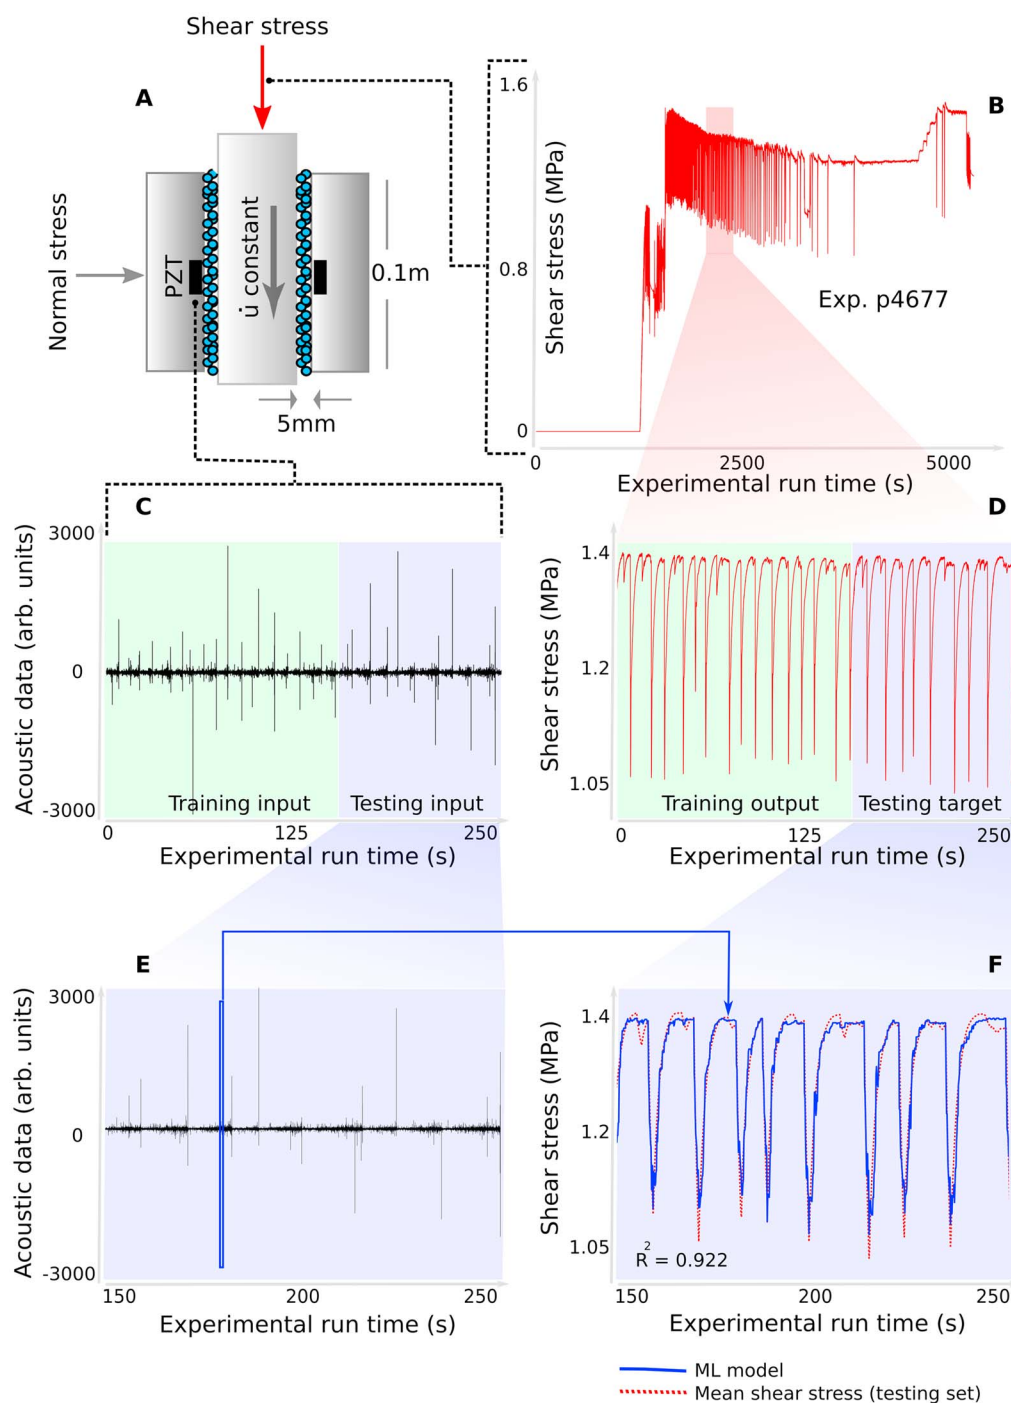 Shear stress
A
Normal stress
PZT
u̇ constant
0.1m
5mm
B
1.6
0.8
0
Shear stress (MPa)
Exp. p4677
0 2500 5000
Experimental run time (s)
C
3000
0
-3000
Acoustic data (arb. units)
Training input Testing input
0 125 250
Experimental run time (s)
D
1.4
1.2
1.05
Shear stress (MPa)
Training output Testing target
0 125 250
Experimental run time (s)
E
3000
0
-3000
Acoustic data (arb. units)
150 200 250
Experimental run time (s)
F
1.4
1.2
1.05
Shear stress (MPa)
R² = 0.922
150 200 250
Experimental run time (s)
ML model
Mean shear stress (testing set)